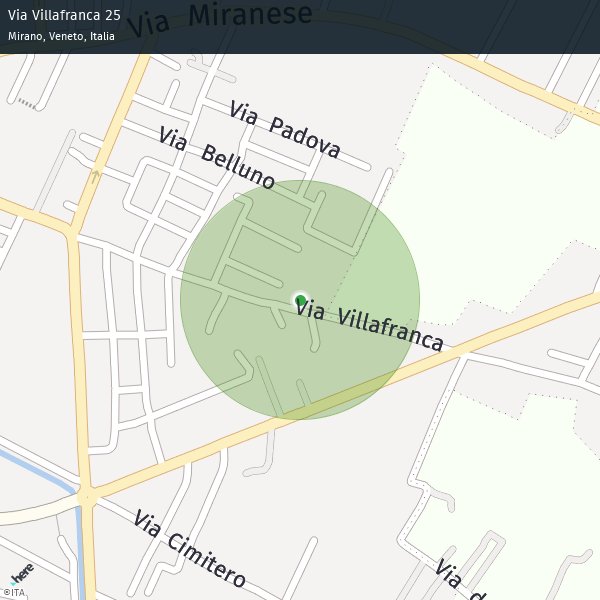 Via Villafranca 25
Mirano, Veneto, Italia
Via Miranese
Via Padova
Via Belluno
Via Villafranca
Via Cimitero
Via d
here
©ITA